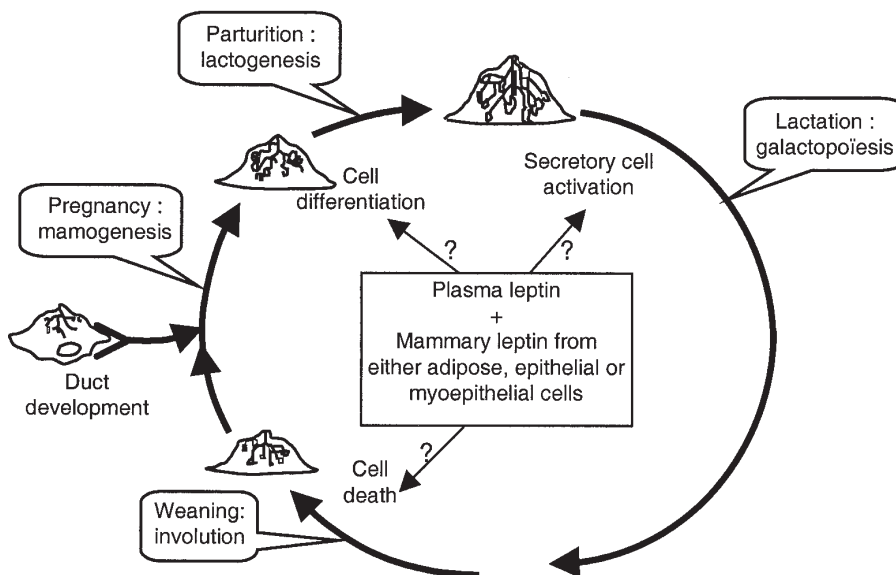 Parturition :
lactogenesis
Lactation :
galactopoïesis
Secretory cell
activation
Cell
differentiation
Pregnancy :
mamogenesis
?
?
Plasma leptin
+
Mammary leptin from
either adipose, epithelial or
myoepithelial cells
Duct
development
?
Cell
death
Weaning:
involution